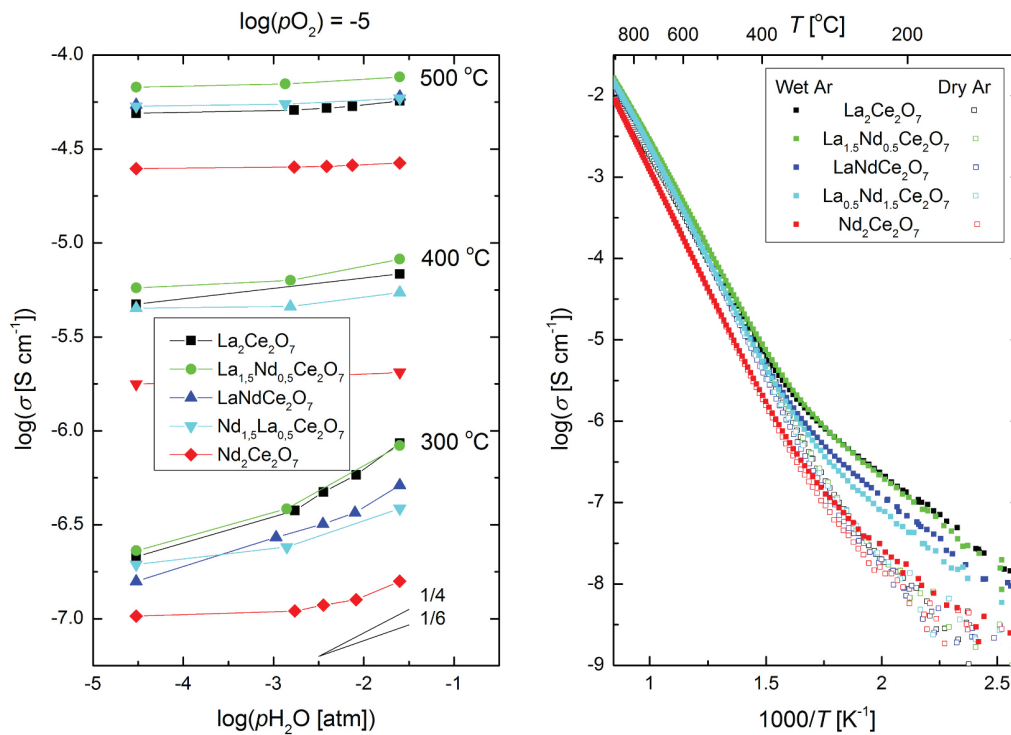 log(pO₂) = -5
-4.0
-4.5
-5.0
-5.5
-6.0
-6.5
-7.0
log(σ [S cm⁻¹])
500 °C
400 °C
300 °C
La₂Ce₂O₇
La₁,₅Nd₀,₅Ce₂O₇
LaNdCe₂O₇
Nd₁,₅La₀,₅Ce₂O₇
Nd₂Ce₂O₇
1/4
1/6
-5 -4 -3 -2 -1 0
log(pH₂O [atm])
T [°C]
800 600 400 200
-2
-3
-4
-5
-6
-7
-8
-9
log(σ [S cm⁻¹])
Wet Ar Dry Ar
La₂Ce₂O₇
La₁.₅Nd₀.₅Ce₂O₇
LaNdCe₂O₇
La₀.₅Nd₁.₅Ce₂O₇
Nd₂Ce₂O₇
1 1.5 2 2.5
1000/T [K⁻¹]